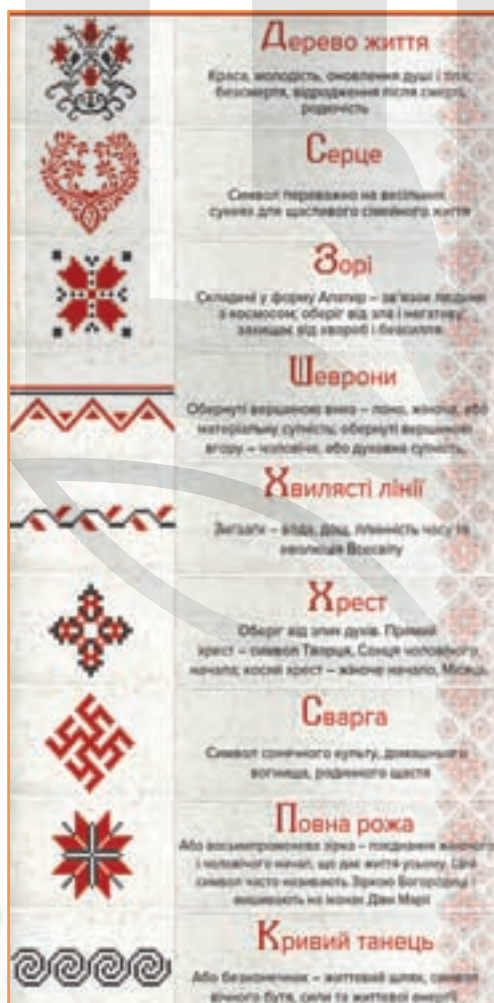 Дерево життя
Краса, молодість, оновлення душі і тіла,
безсмертя, відродження після смерті,
родючість
Серце
Символ переважно на весільних
сукнях для щасливого сімейного життя
Зорі
Складені у форму Алатир – зв'язок людини
з космосом; оберіг від зла і негативу;
захищає від хвороб і безсилля
Шеврони
Обернуті вершиною вниз – лоно, жіноча, або
матеріальну сутність; обернуті вершиною
вгору – чоловіча, або духовна сутність.
Хвилясті лінії
Зигзаги – вода, дощ, плинність часу та
еволюція Всесвіту
Хрест
Оберіг від злих духів. Прямий
хрест – символ Творця, Сонця чоловічого
начала; косий хрест – жіноче начало, Місяць.
Сварга
Символ сонячного культу, домашнього
вогнища, родинного щастя
Повна рожа
Або восьмипроменева зірка – поєднання жіночого
і чоловічого начал, що дає життя усьому. Цей
символ часто називають Зіркою Богородиці і
вишивають на іконах Діви Марії
Кривий танець
Або безконечник – життєвий шлях, символ
вічного буття, сили та життєвої енергії